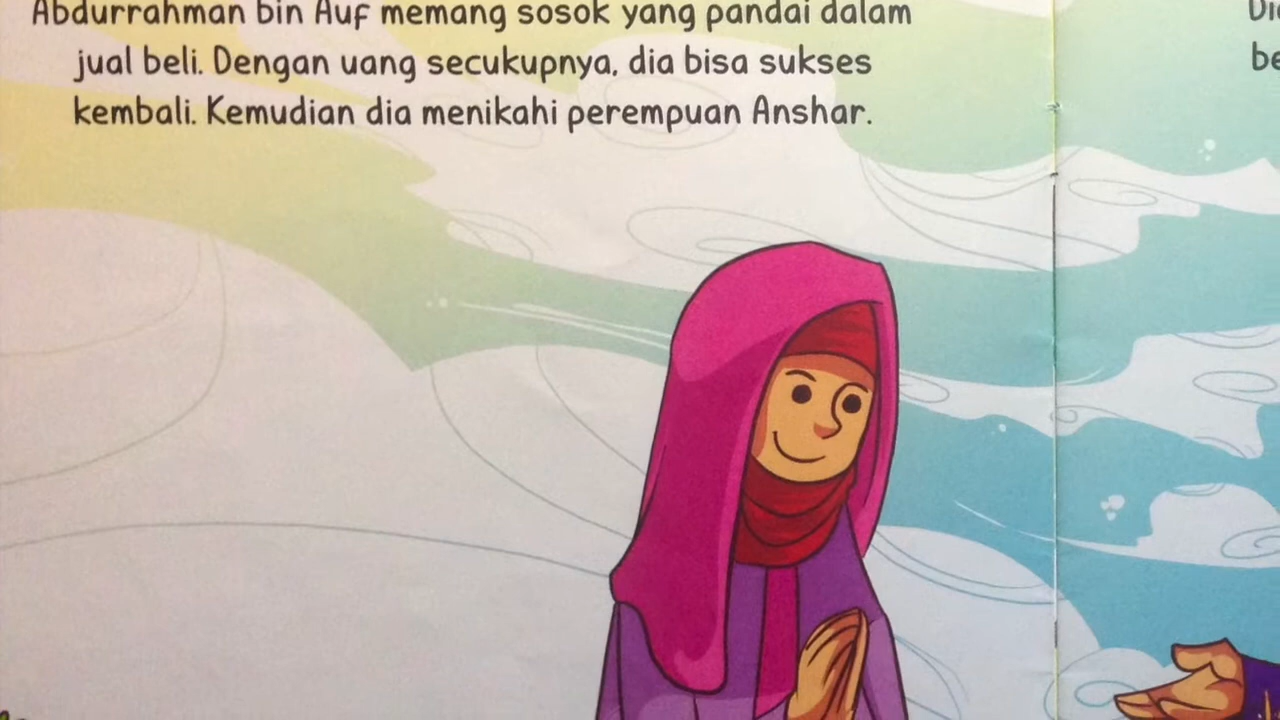 Abdurrahman bin Auf memang sosok yang pandai dalam
jual beli. Dengan uang secukupnya, dia bisa sukses
kembali. Kemudian dia menikahi perempuan Anshar.